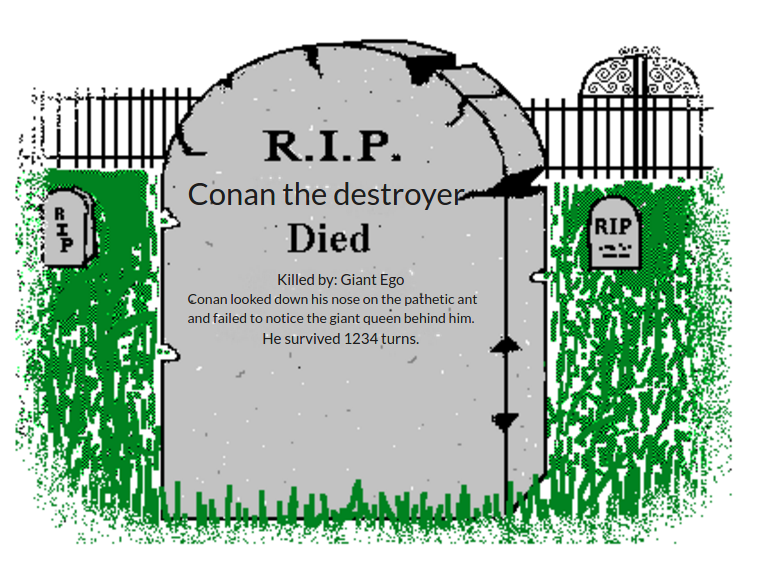 R.I.P.
Conan the destroyer
Died
Killed by: Giant Ego
Conan looked down his nose on the pathetic ant
and failed to notice the giant queen behind him.
He survived 1234 turns.
R
I
P
RIP